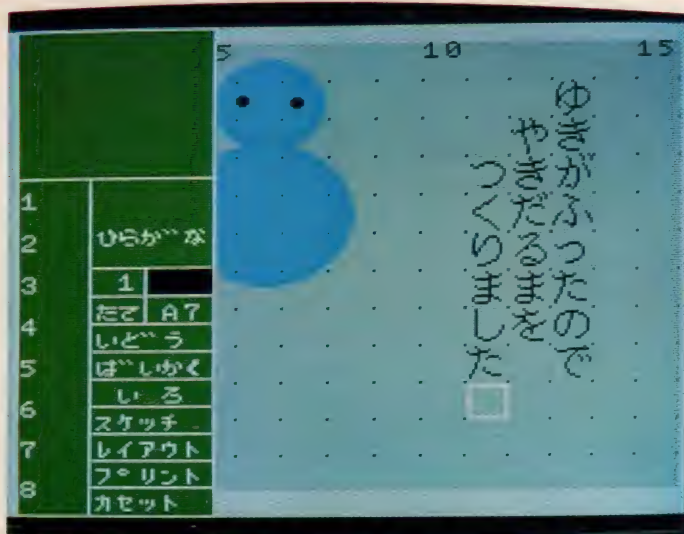 5 10 15
1
2
3
4
5
6
7
8
ひらが゛な
1
たて A7
いど゛う
ば゛いかく
いろ
スケッチ
レイアウト
フ゜リント
カセット
ゆきがふったので
やきだるまを
つくりました